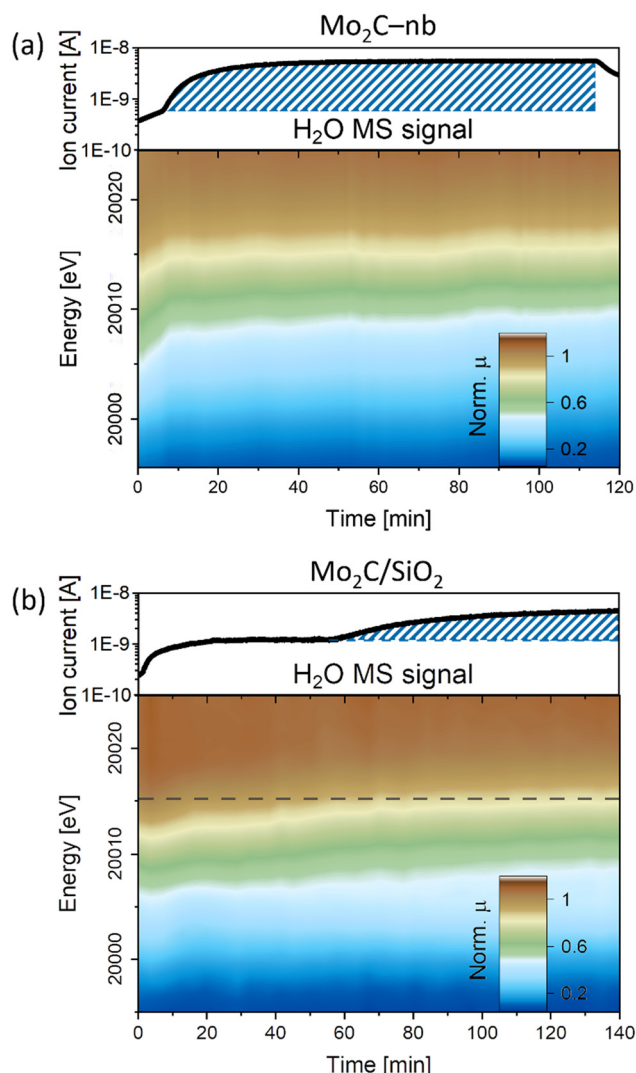 (a)
Mo₂C–nb
Ion current [A]
1E-8
1E-9
1E-10
H₂O MS signal
Energy [eV]
20020
20010
20000
Norm. μ
1
0.6
0.2
0 20 40 60 80 100 120
Time [min]
(b)
Mo₂C/SiO₂
Ion current [A]
1E-8
1E-9
1E-10
H₂O MS signal
Energy [eV]
20020
20010
20000
Norm. μ
1
0.6
0.2
0 20 40 60 80 100 120 140
Time [min]